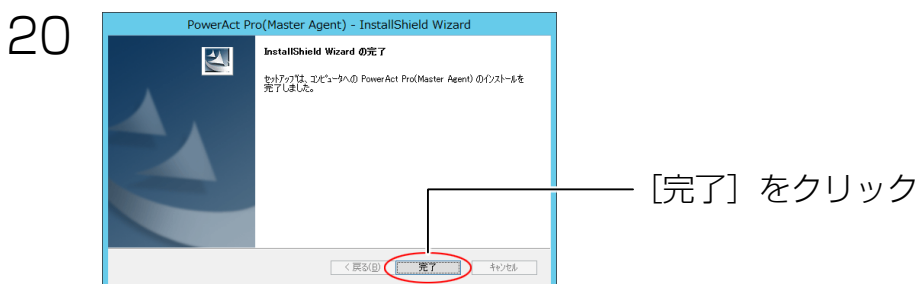 20
PowerAct Pro(Master Agent) - InstallShield Wizard
InstallShield Wizard の完了
セットアップは、コンピュータへの PowerAct Pro(Master Agent) のインストールを
完了しました。
[完了] をクリック
< 戻る(B) 完了 キャンセル